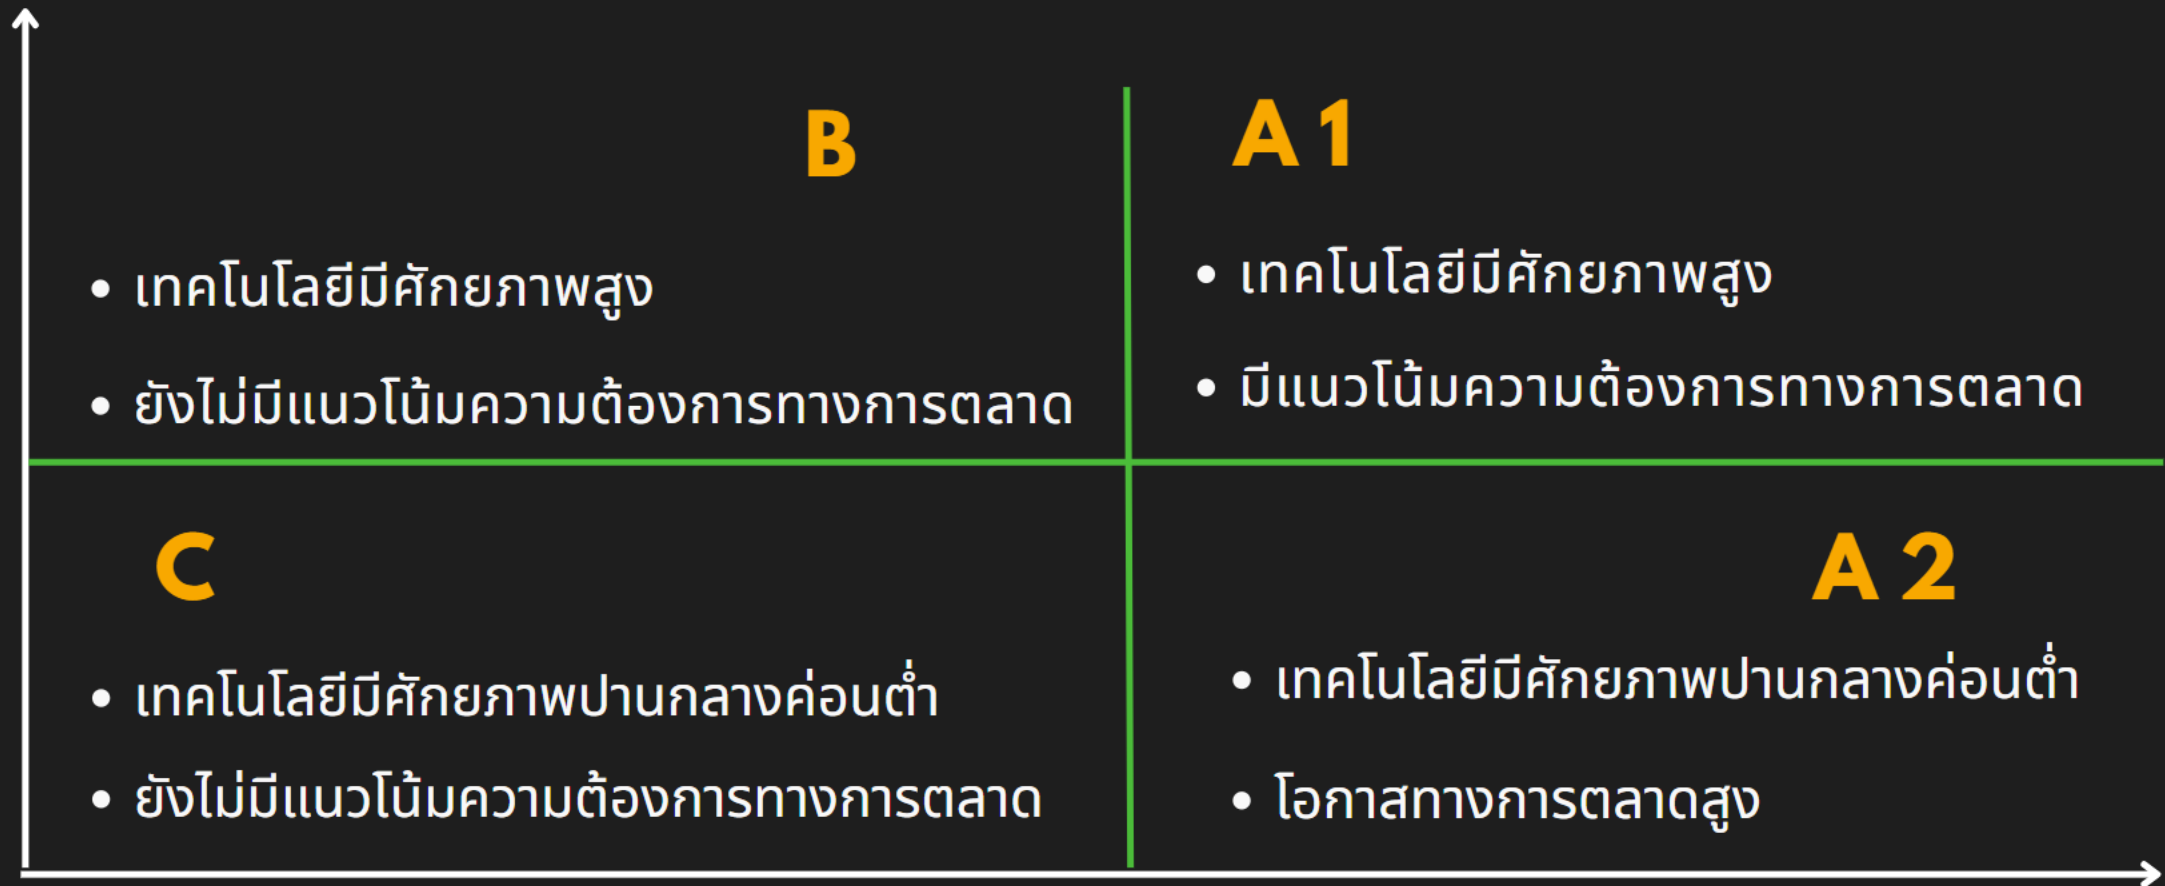 B
• เทคโนโลยีมีศักยภาพสูง
• ยังไม่มีแนวโน้มความต้องการทางการตลาด
A 1
• เทคโนโลยีมีศักยภาพสูง
• มีแนวโน้มความต้องการทางการตลาด
C
• เทคโนโลยีมีศักยภาพปานกลางค่อนต่ำ
• ยังไม่มีแนวโน้มความต้องการทางการตลาด
A 2
• เทคโนโลยีมีศักยภาพปานกลางค่อนต่ำ
• โอกาสทางการตลาดสูง